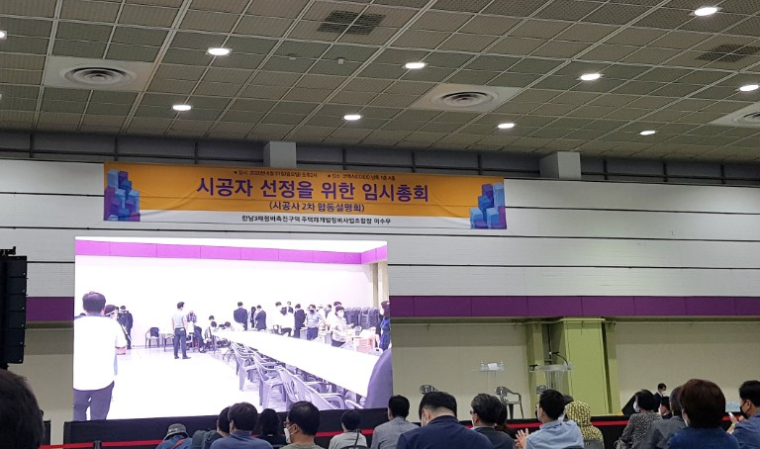 시공자 선정을 위한 임시총회
(시공사 2차 합동설명회)
한남3재정비촉진구역 주택재개발정비사업조합장 이수우